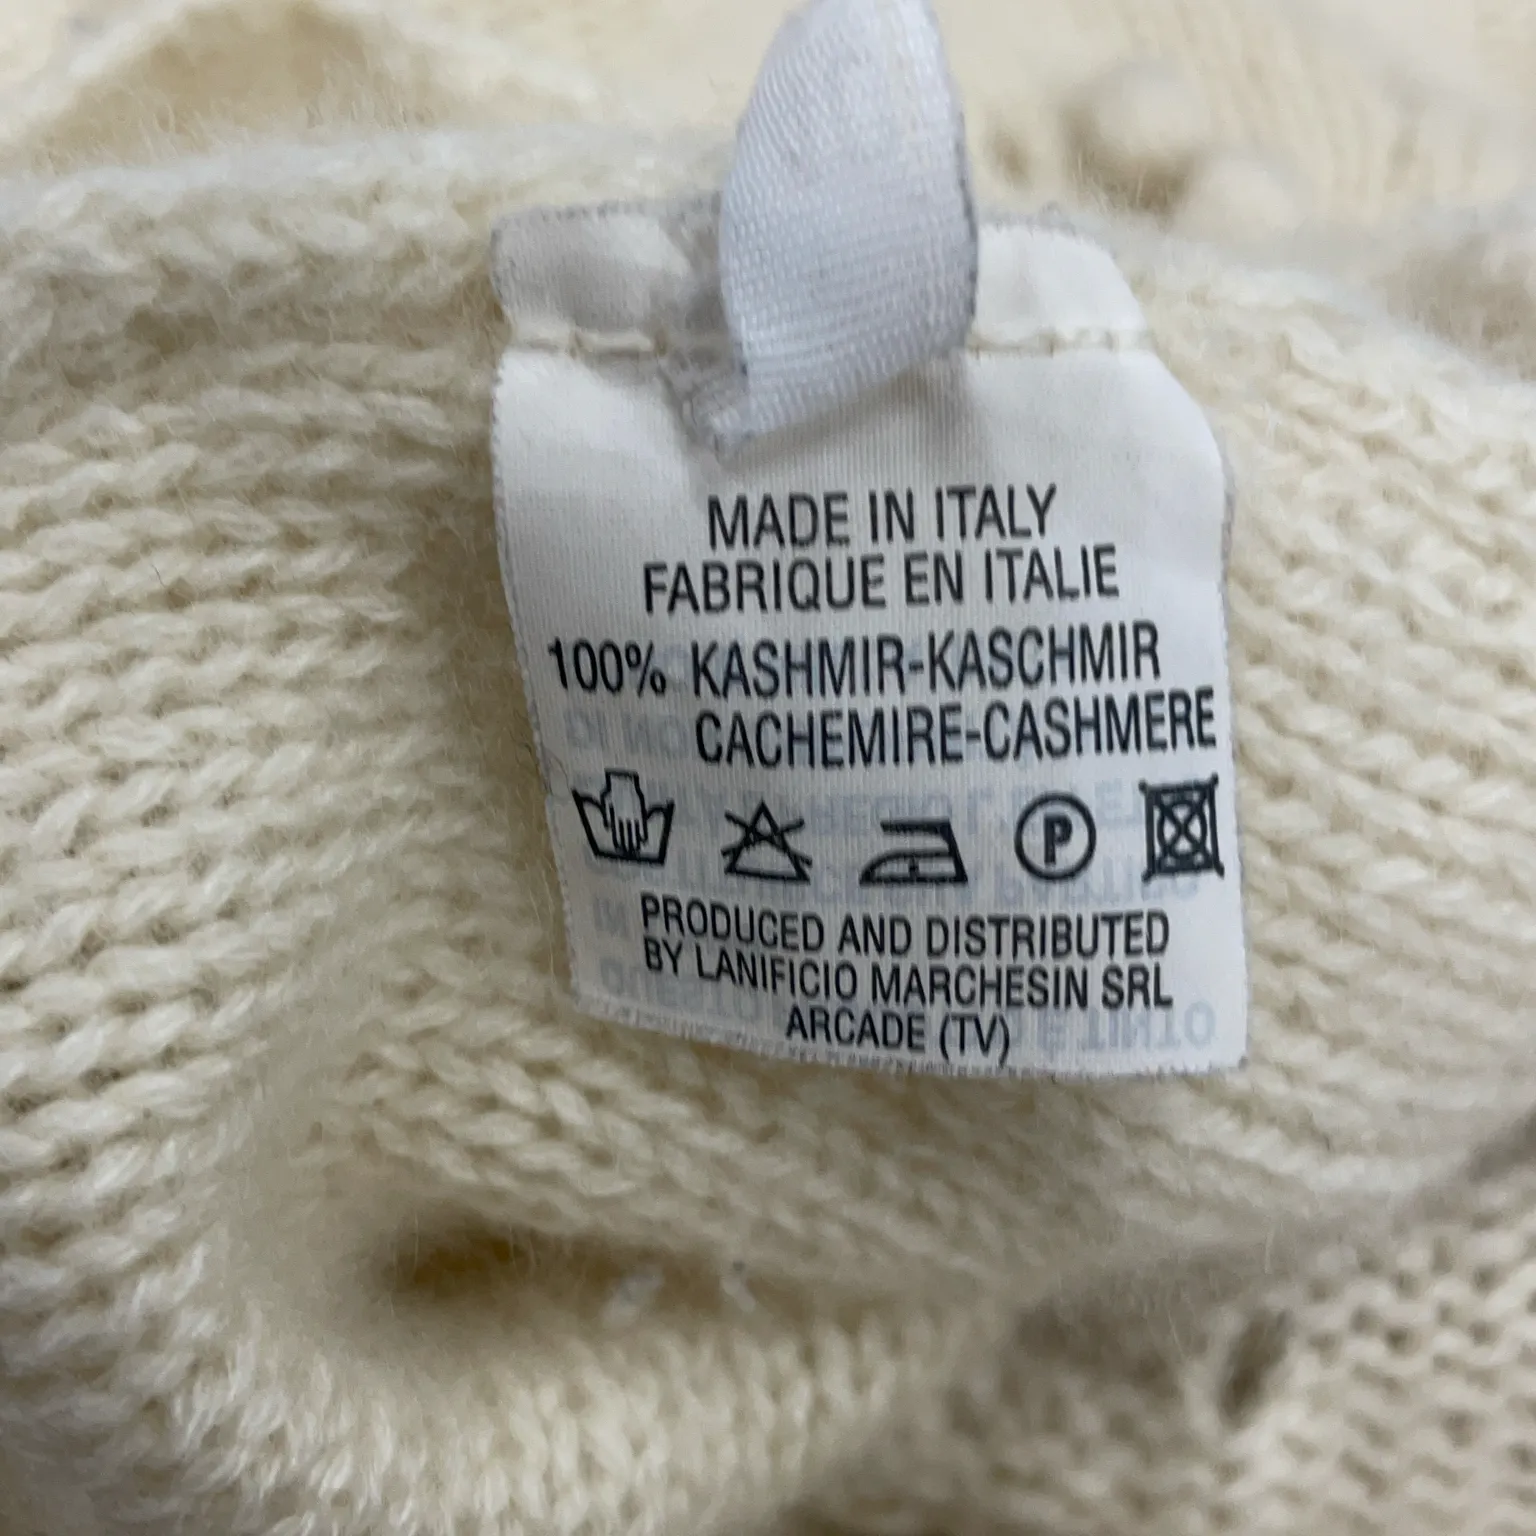 MADE IN ITALY
FABRIQUE EN ITALIE
100% KASHMIR-KASCHMIR
CACHEMIRE-CASHMERE
P
PRODUCED AND DISTRIBUTED
BY LANIFICIO MARCHESIN SRL
ARCADE (TV)